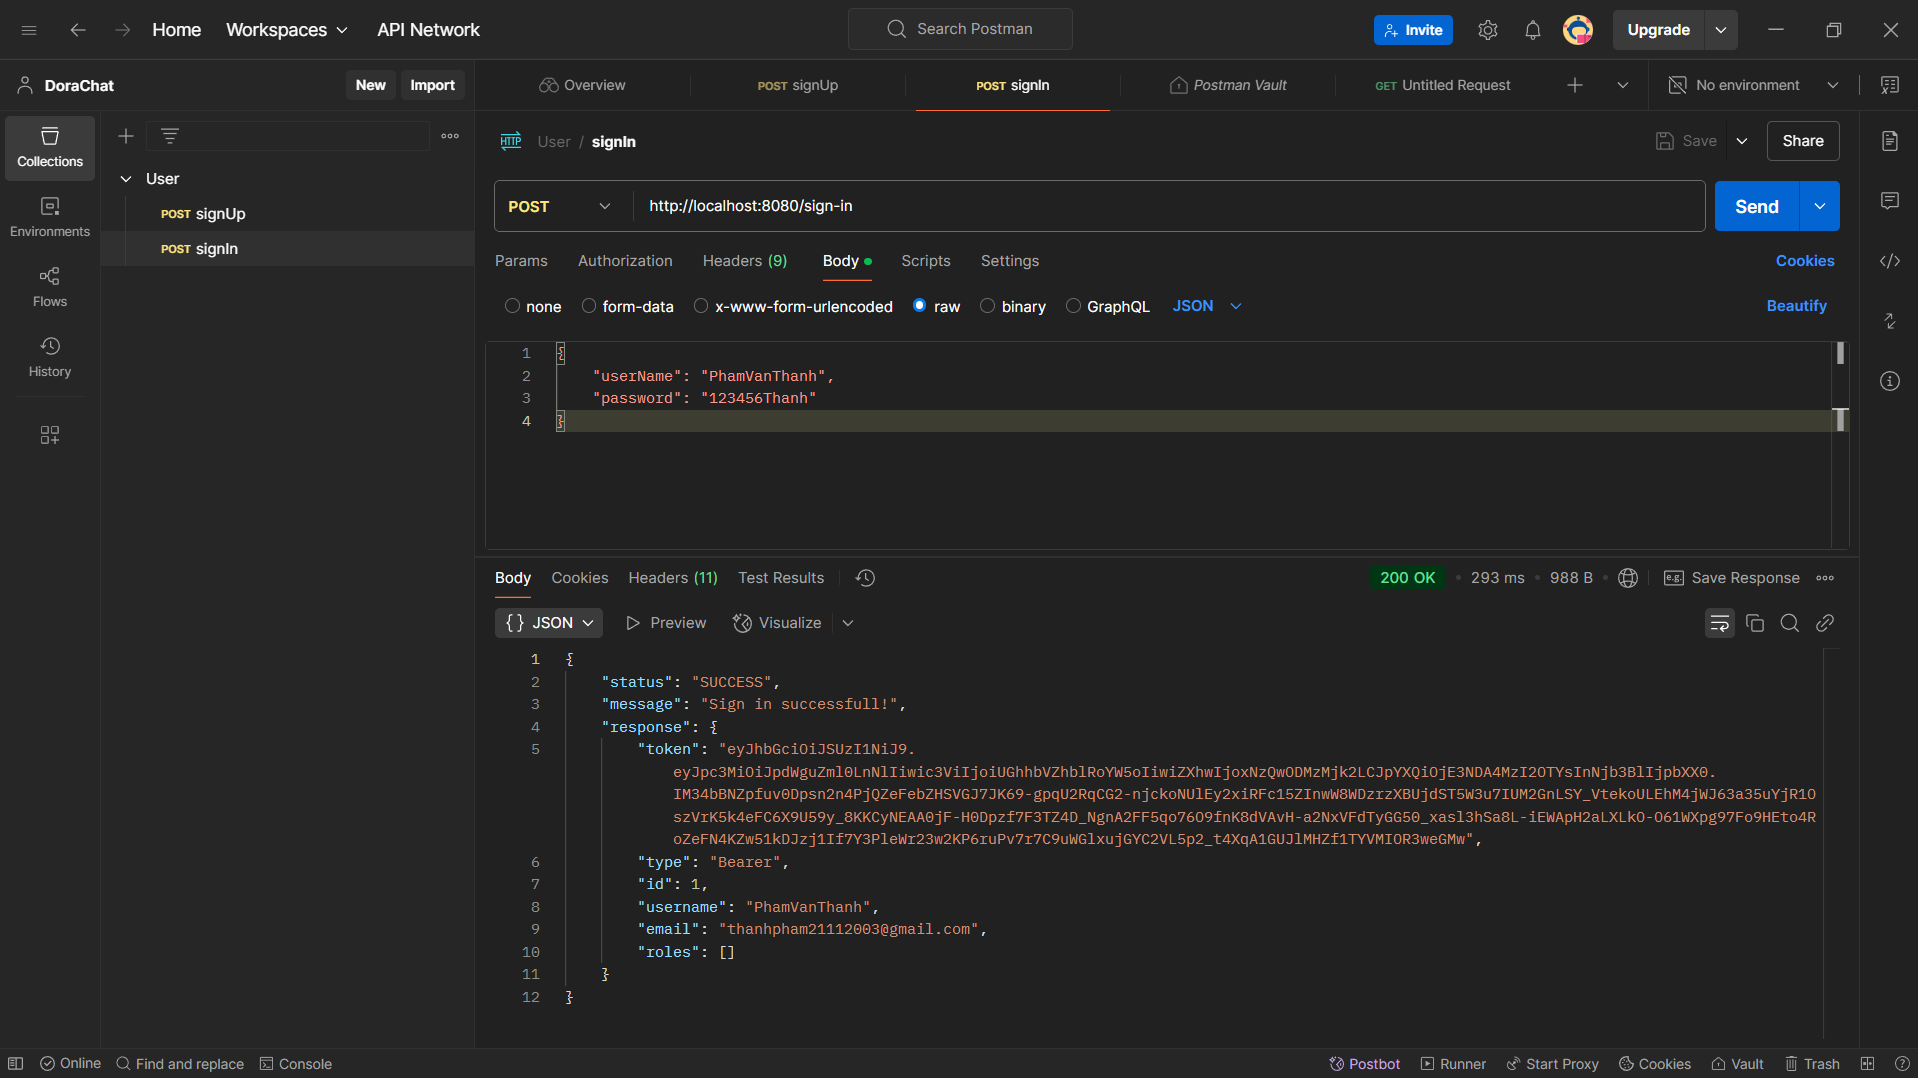 Home Workspaces API Network Search Postman Invite Upgrade
DoraChat New Import Overview POST signUp POST signIn Postman Vault GET Untitled Request No environment
HTTP User / signIn Save Share
Collections
User
POST signUp
POST signIn
Environments
Flows
History
POST http://localhost:8080/sign-in Send
Params Authorization Headers (9) Body Scripts Settings Cookies
none form-data x-www-form-urlencoded raw binary GraphQL JSON Beautify
1 {
2 "userName": "PhamVanThanh",
3 "password": "123456Thanh"
4 }
Body Cookies Headers (11) Test Results 200 OK 293 ms 988 B e.g. Save Response
{} JSON Preview Visualize
1 {
2 "status": "SUCCESS",
3 "message": "Sign in successfull!",
4 "response": {
5 "token": "eyJhbGciOiJSUzI1NiJ9.
eyJpc3MiOiJpdWguZml0LnNlIiwic3ViIjoiUGhhbVZhblRoYW5oIiwiZXhwIjoxNzQwODMzMjk2LCJpYXQiOjE3NDA4MzI2OTYsInNjb3BlIjpbXX0.
IM34bBNZpfuv0Dpsn2n4PjQZeFebZHSVGJ7JK69-gpqU2RqCG2-njckoNUlEy2xiRFc15ZInwW8WDzrzXBUjdST5W3u7IUM2GnLSY_VtekoULEhM4jWJ63a35uYjR1O
szVrK5k4eFC6X9U59y_8KKCyNEAA0jF-H0Dpzf7F3TZ4D_NgnA2FF5qo76O9fnK8dVAvH-a2NxVFdTyGG50_xasl3hSa8L-iEWApH2aLXLkO-O61WXpg97Fo9HEto4R
oZeFN4KZw51kDJzj1If7Y3PleWr23w2KP6ruPv7r7C9uWGlxujGYC2VL5p2_t4XqA1GUJlMHZf1TYVMIOR3weGMw",
6 "type": "Bearer",
7 "id": 1,
8 "username": "PhamVanThanh",
9 "email": "thanhpham21112003@gmail.com",
10 "roles": []
11 }
12 }
Online Find and replace Console Postbot Runner Start Proxy Cookies Vault Trash